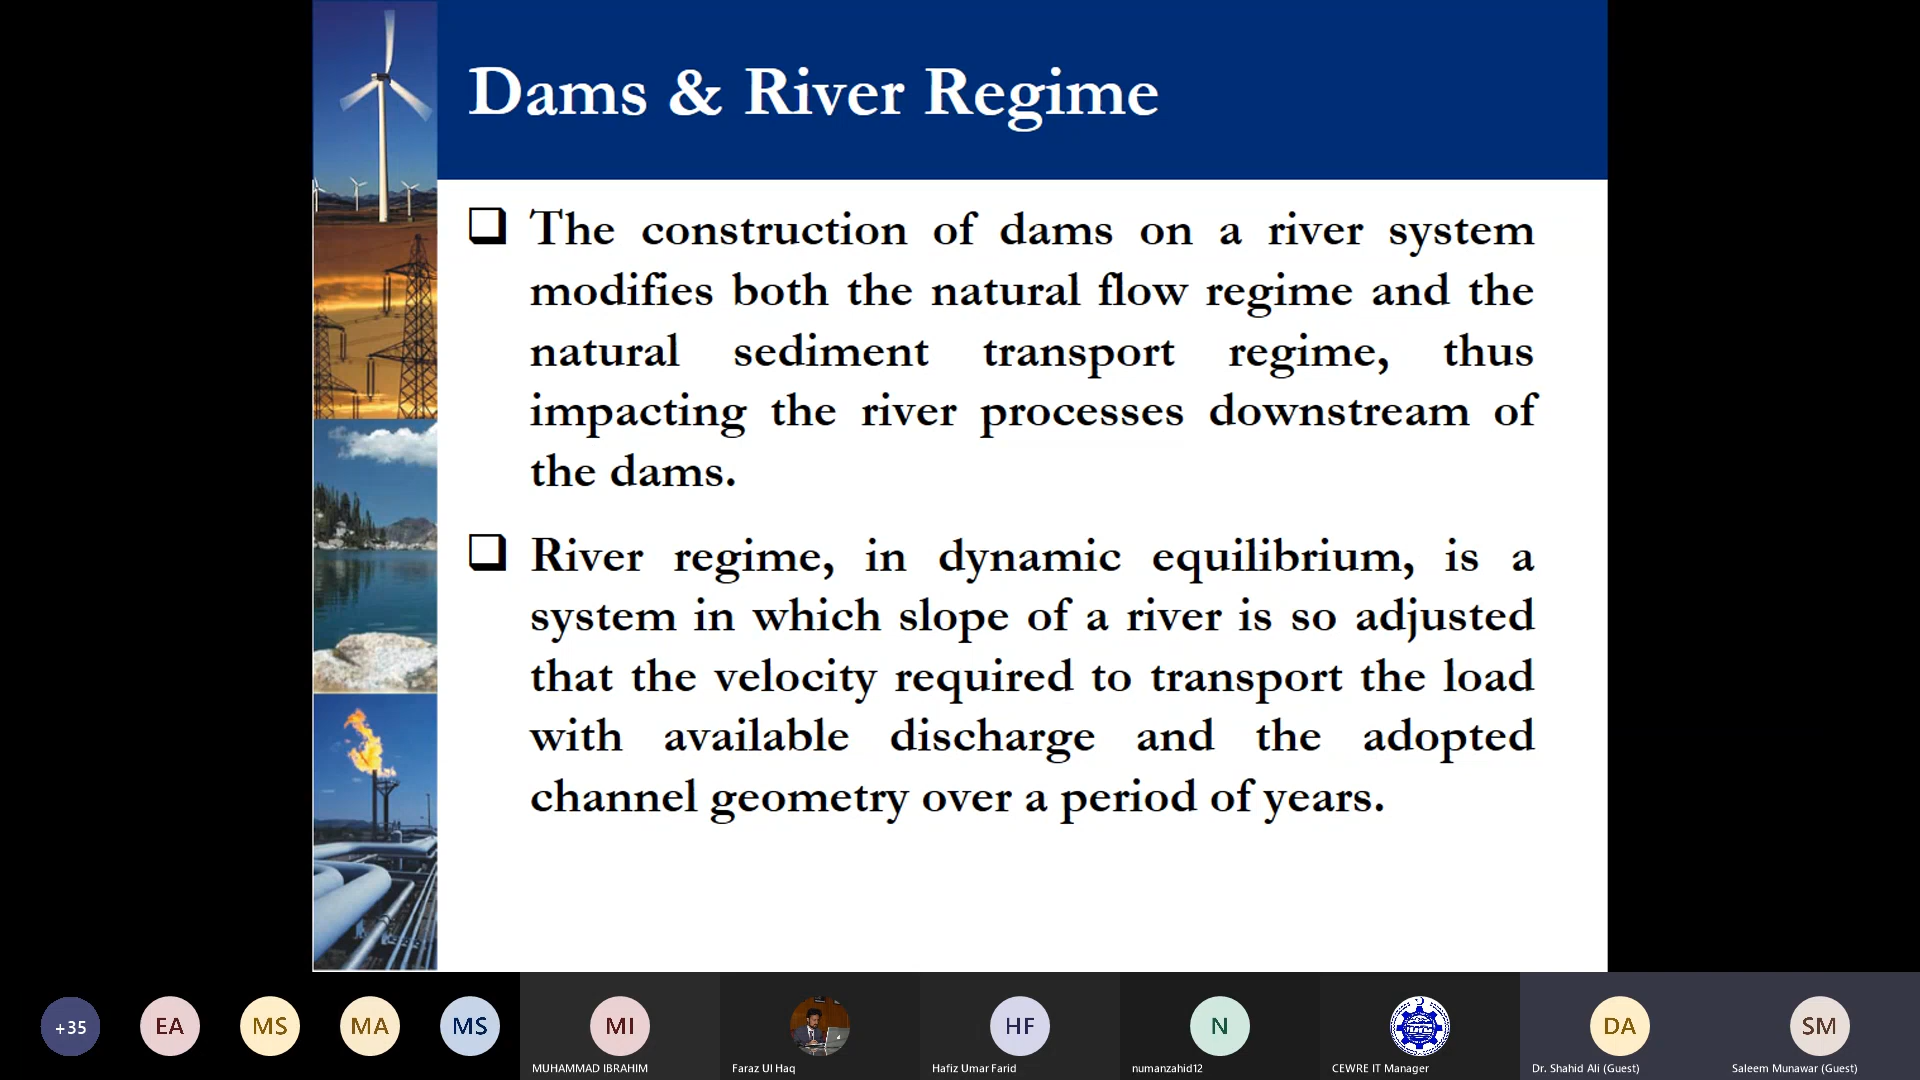 Dams & River Regime
The construction of dams on a river system
modifies both the natural flow regime and the
natural sediment transport regime, thus
impacting the river processes downstream of
the dams.
River regime, in dynamic equilibrium, is a
system in which slope of a river is so adjusted
that the velocity required to transport the load
with available discharge and the adopted
channel geometry over a period of years.
+35
EA
MS
MA
MS
MI
HF
N
DA
SM
MUHAMMAD IBRAHIM
Faraz Ul Haq
Hafiz Umar Farid
numanzahid12
CEWRE IT Manager
Dr. Shahid Ali (Guest)
Saleem Munawar (Guest)